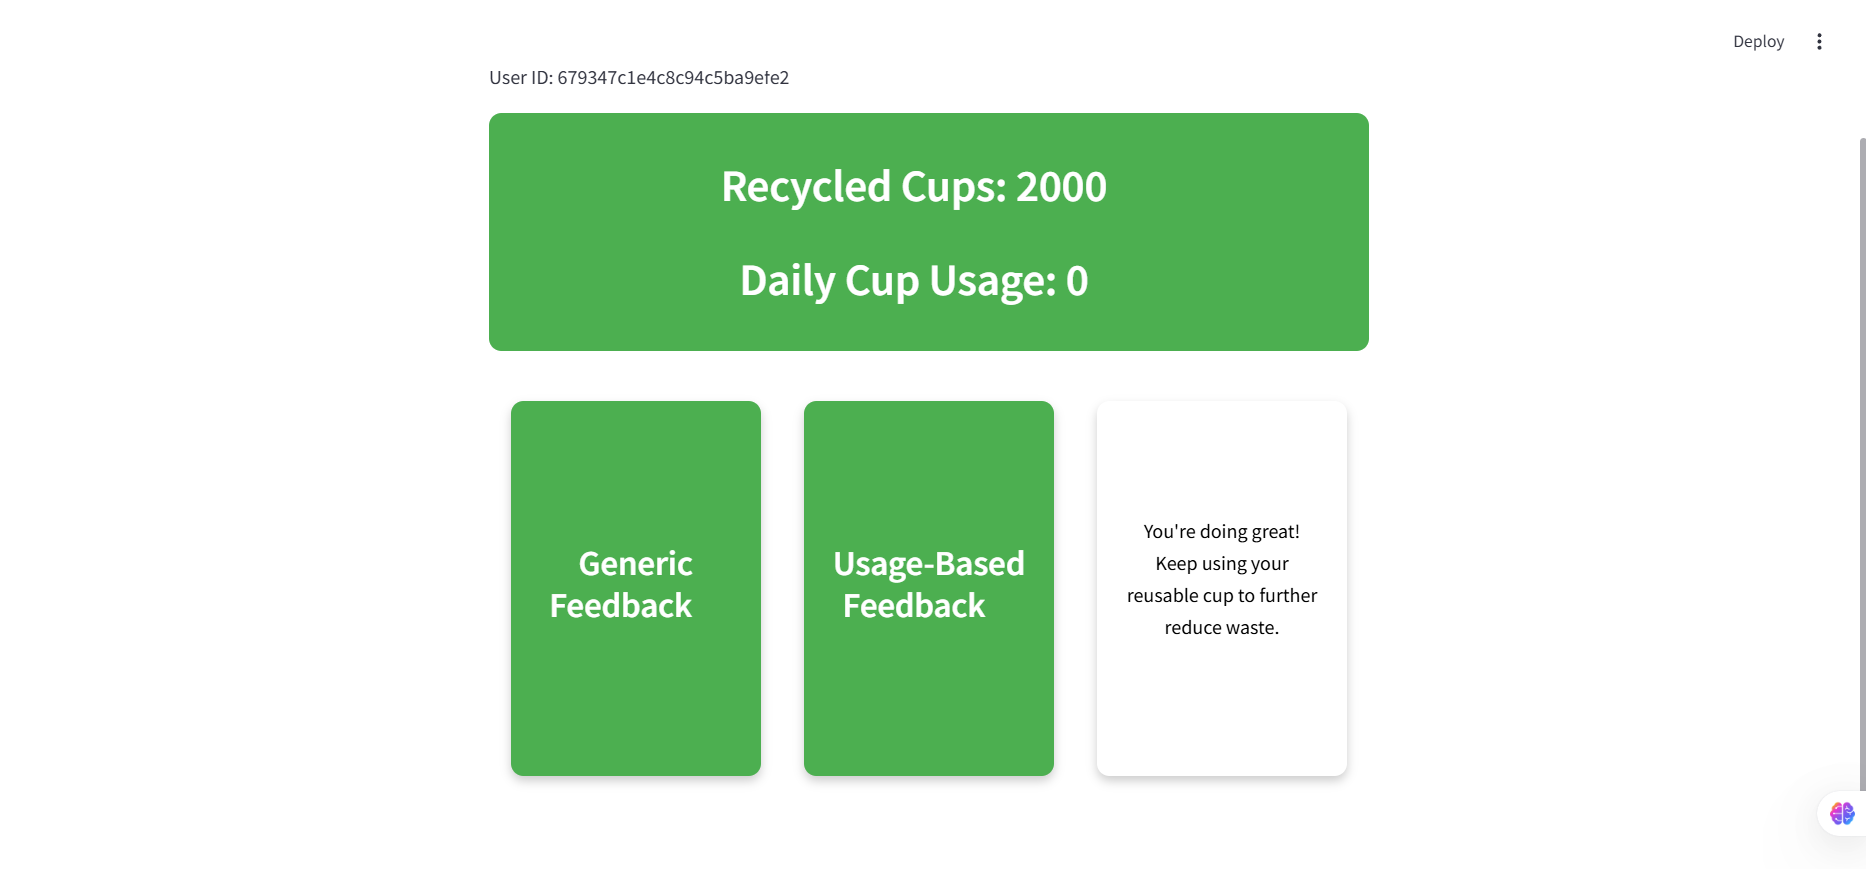 Deploy
User ID: 679347c1e4c8c94c5ba9efe2
Recycled Cups: 2000
Daily Cup Usage: 0
Generic
Feedback
Usage-Based
Feedback
You're doing great!
Keep using your
reusable cup to further
reduce waste.